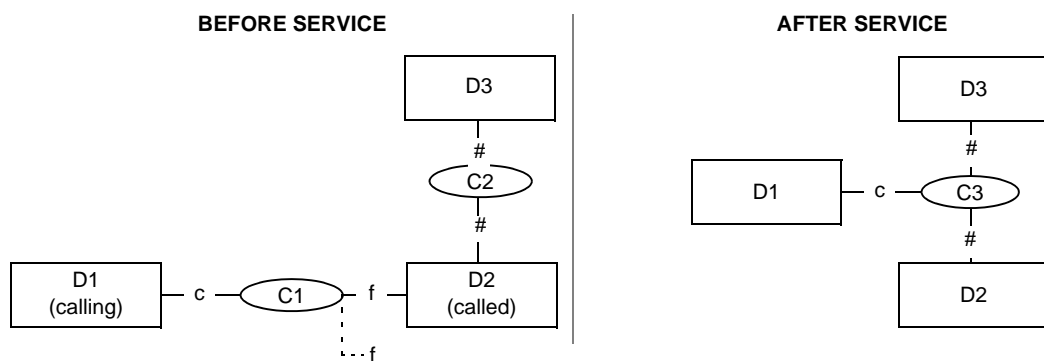 BEFORE SERVICE
D3
#
C2
#
D1
(calling)
c
C1
f
D2
(called)
f
AFTER SERVICE
D3
#
D1
c
C3
#
D2